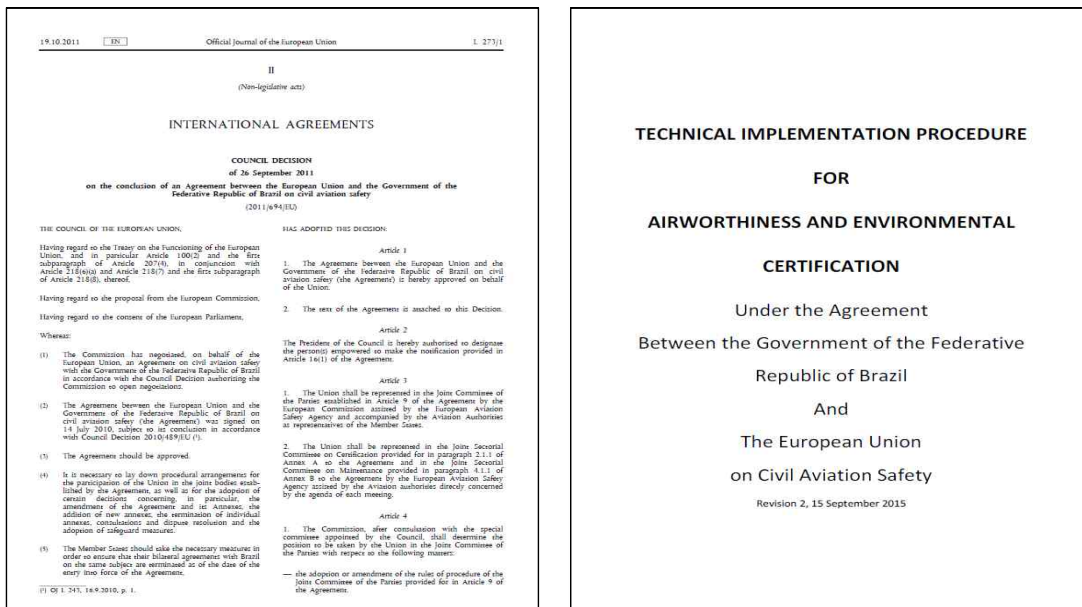 19.10.2011
EN
Official Journal of the European Union
L 273/1
II
(Non-legislative acts)
INTERNATIONAL AGREEMENTS
COUNCIL DECISION
of 26 September 2011
on the conclusion of an Agreement between the European Union and the Government of the
Federative Republic of Brazil on civil aviation safety
(2011/694/EU)
THE COUNCIL OF THE EUROPEAN UNION,
Having regard to the Treaty on the Functioning of the European
Union, and in particular Article 100(2) and the first
subparagraph of Article 207(4), in conjunction with
Article 218(6)(a) and Article 218(7) and the first subparagraph
of Article 218(8), thereof,
Having regard to the proposal from the European Commission,
Having regard to the consent of the European Parliament,
Whereas:
(1) The Commission has negotiated, on behalf of the
European Union, an Agreement on civil aviation safety
with the Government of the Federative Republic of Brazil
in accordance with the Council Decision authorising the
Commission to open negotiations.
(2) The Agreement between the European Union and the
Government of the Federative Republic of Brazil on
civil aviation safety ('the Agreement') was signed on
14 July 2010, subject to its conclusion in accordance
with Council Decision 2010/489/EU (¹).
(3) The Agreement should be approved.
(4) It is necessary to lay down procedural arrangements for
the participation of the Union in the joint bodies estab-
lished by the Agreement, as well as for the adoption of
certain decisions concerning, in particular, the
amendment of the Agreement and its Annexes, the
addition of new annexes, the termination of individual
annexes, consultations and dispute resolution and the
adoption of safeguard measures.
(5) The Member States should take the necessary measures in
order to ensure that their bilateral agreements with Brazil
on the same subject are terminated as of the date of the
entry into force of the Agreement,
(¹) OJ L 243, 16.9.2010, p. 1.
HAS ADOPTED THIS DECISION:
Article 1
1. The Agreement between the European Union and the
Government of the Federative Republic of Brazil on civil
aviation safety ('the Agreement') is hereby approved on behalf
of the Union.
2. The text of the Agreement is attached to this Decision.
Article 2
The President of the Council is hereby authorised to designate
the person(s) empowered to make the notification provided in
Article 16(1) of the Agreement.
Article 3
1. The Union shall be represented in the Joint Committee of
the Parties established in Article 9 of the Agreement by the
European Commission assisted by the European Aviation
Safety Agency and accompanied by the Aviation Authorities
as representatives of the Member States.
2. The Union shall be represented in the Joint Sectorial
Committee on Certification provided for in paragraph 2.1.1 of
Annex A to the Agreement and in the Joint Sectorial
Committee on Maintenance provided in paragraph 4.1.1 of
Annex B to the Agreement by the European Aviation Safety
Agency assisted by the Aviation authorities directly concerned
by the agenda of each meeting.
Article 4
1. The Commission, after consultation with the special
committee appointed by the Council, shall determine the
position to be taken by the Union in the Joint Committee of
the Parties with respect to the following matters:
— the adoption or amendment of the rules of procedure of the
Joint Committee of the Parties provided for in Article 9 of
the Agreement,
TECHNICAL IMPLEMENTATION PROCEDURE
FOR
AIRWORTHINESS AND ENVIRONMENTAL
CERTIFICATION
Under the Agreement
Between the Government of the Federative
Republic of Brazil
And
The European Union
on Civil Aviation Safety
Revision 2, 15 September 2015